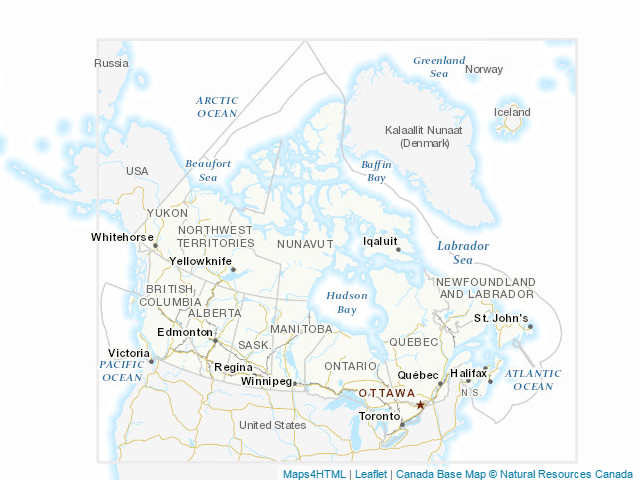 Russia
Greenland
Sea
Norway
ARCTIC
OCEAN
Iceland
Kalaallit Nunaat
(Denmark)
USA
Beaufort
Sea
Baffin
Bay
YUKON
NORTHWEST
TERRITORIES
NUNAVUT
Whitehorse
Iqaluit
Labrador
Sea
Yellowknife
BRITISH
COLUMBIA
NEWFOUNDLAND
AND LABRADOR
Hudson
Bay
ALBERTA
St. John's
Edmonton
MANITOBA
SASK.
QUEBEC
Victoria
PACIFIC
OCEAN
Regina
ONTARIO
Winnipeg
Québec
Halifax
ATLANTIC
OCEAN
OTTAWA
N.S.
Toronto
United States
Maps4HTML | Leaflet | Canada Base Map © Natural Resources Canada